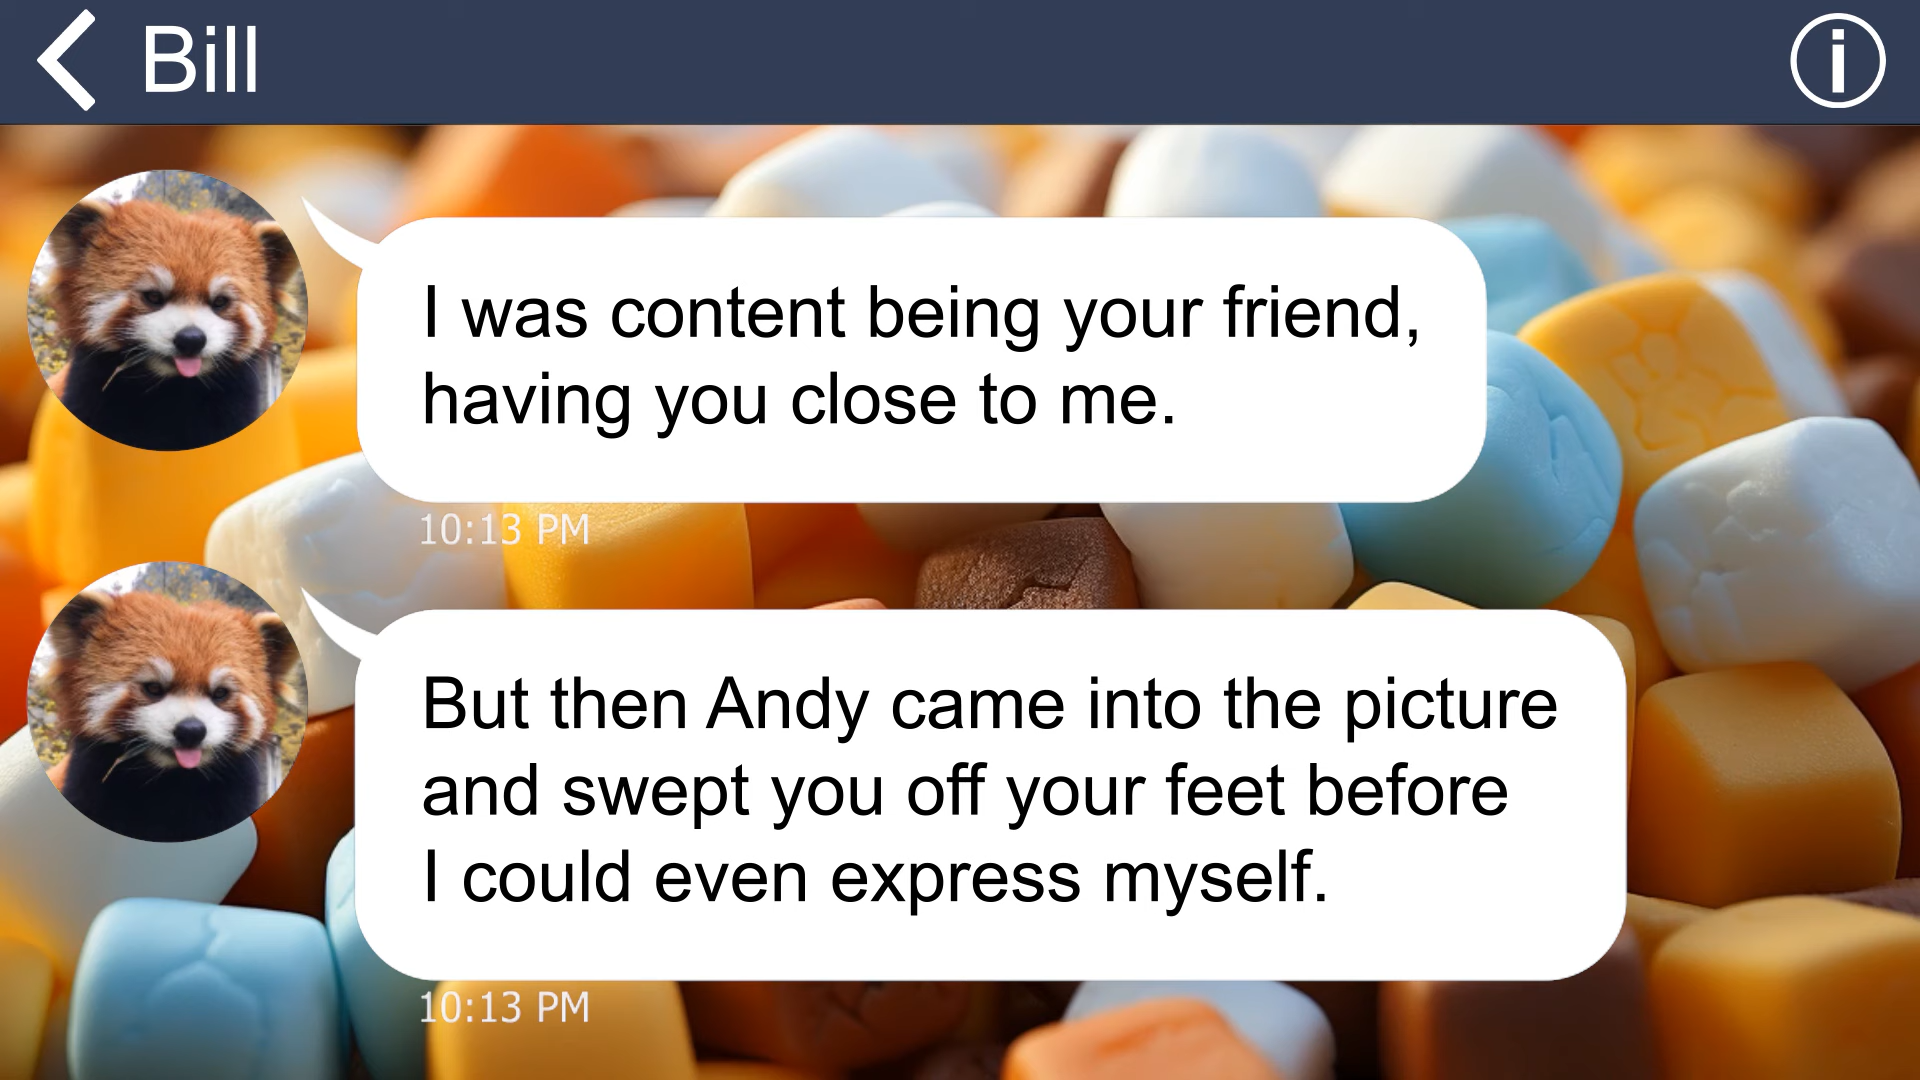 Bill
I was content being your friend,
having you close to me.
10:13 PM
But then Andy came into the picture
and swept you off your feet before
I could even express myself.
10:13 PM